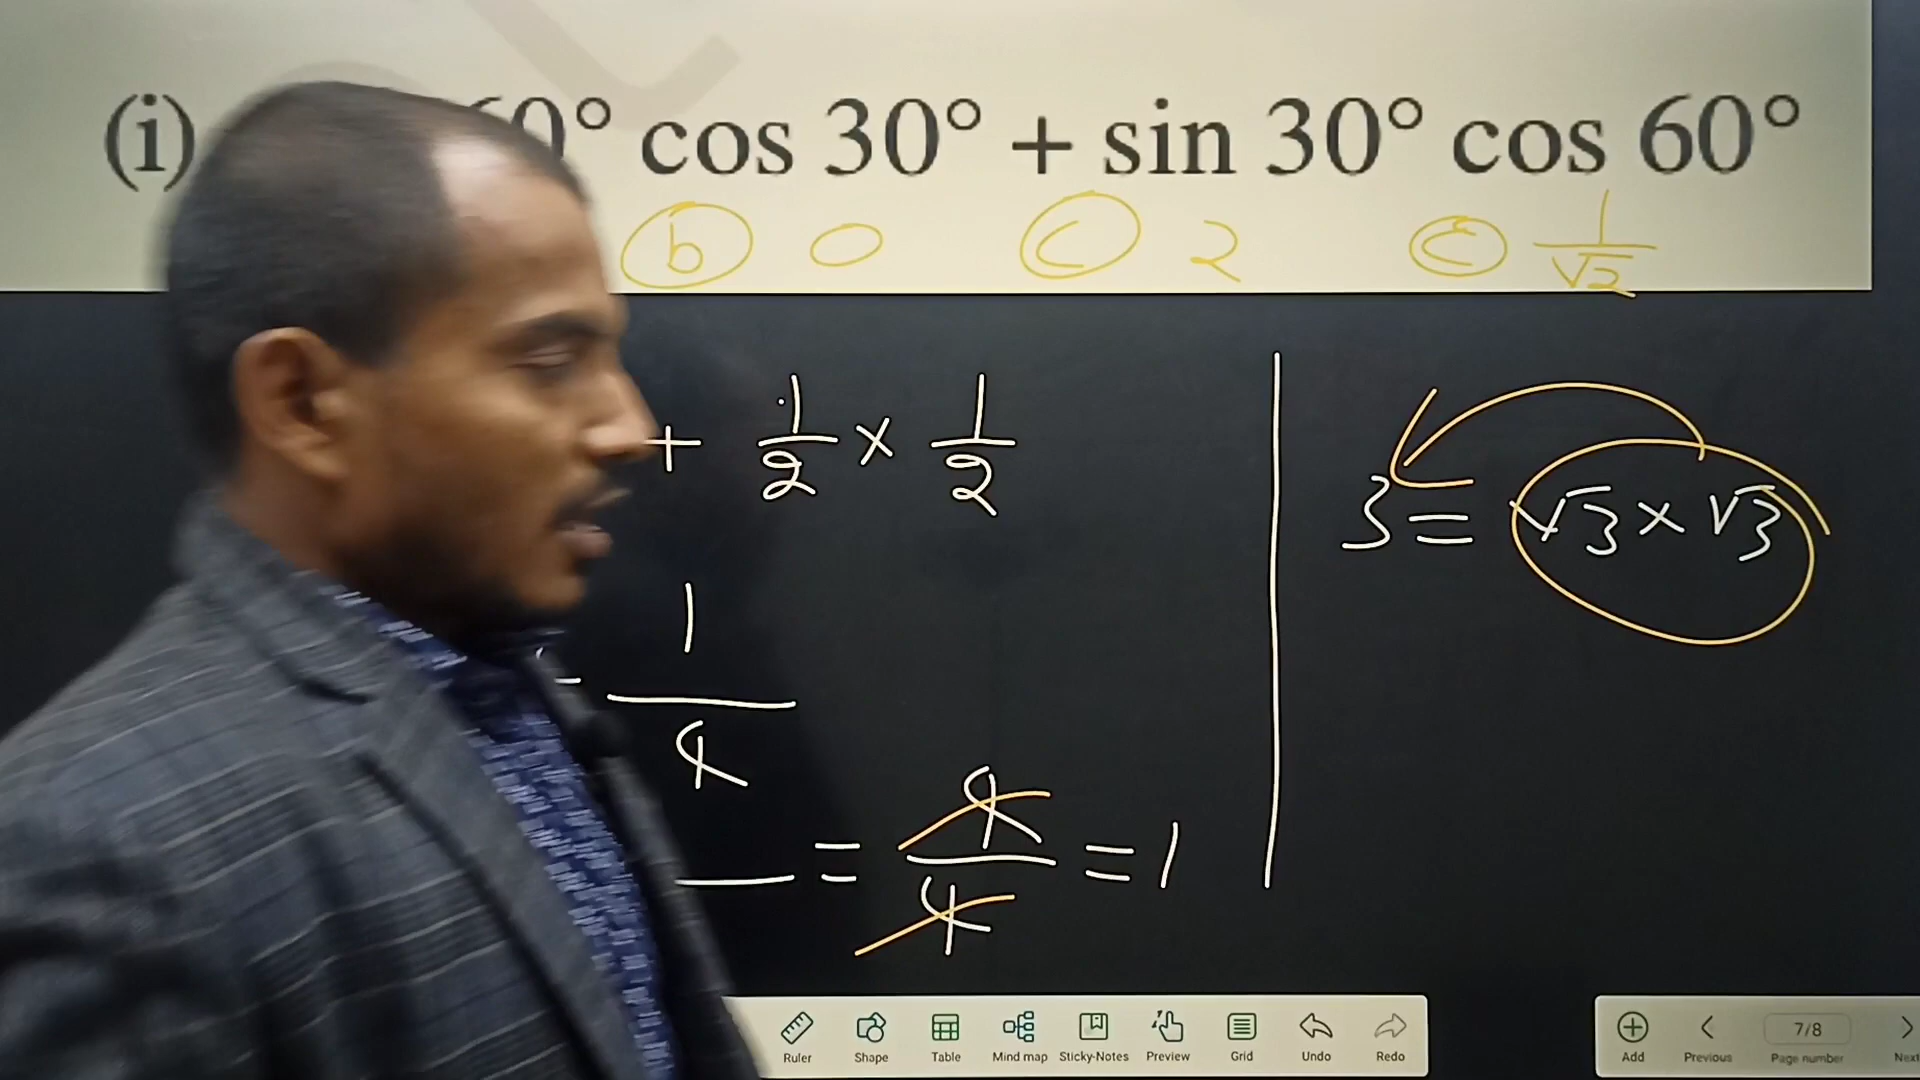 (i) 60° cos 30° + sin 30° cos 60°
b 0 c 2 c 1/√2
+ 1/2 × 1/2
3 = √3 × √3
1/4
= 4/4 = 1
Ruler Shape Table Mind map Sticky-Notes Preview Grid Undo Redo
Add Previous 7/8 Page number Next